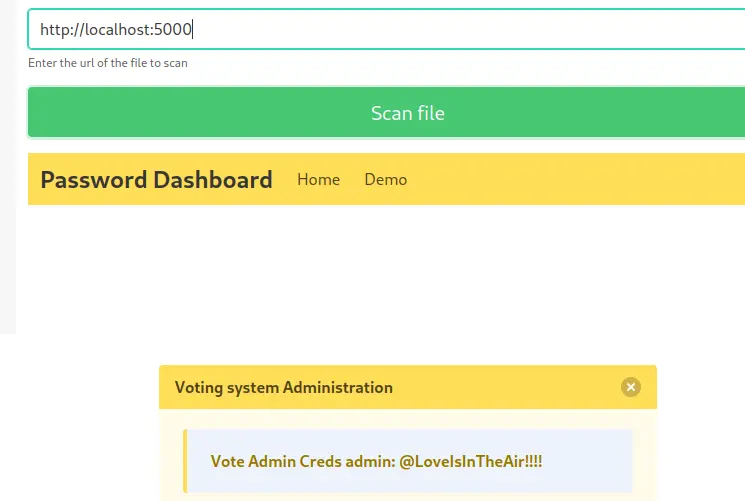 http://localhost:5000
Enter the url of the file to scan
Scan file
Password Dashboard Home Demo
Voting system Administration
Vote Admin Creds admin: @LoveIsInTheAir!!!!